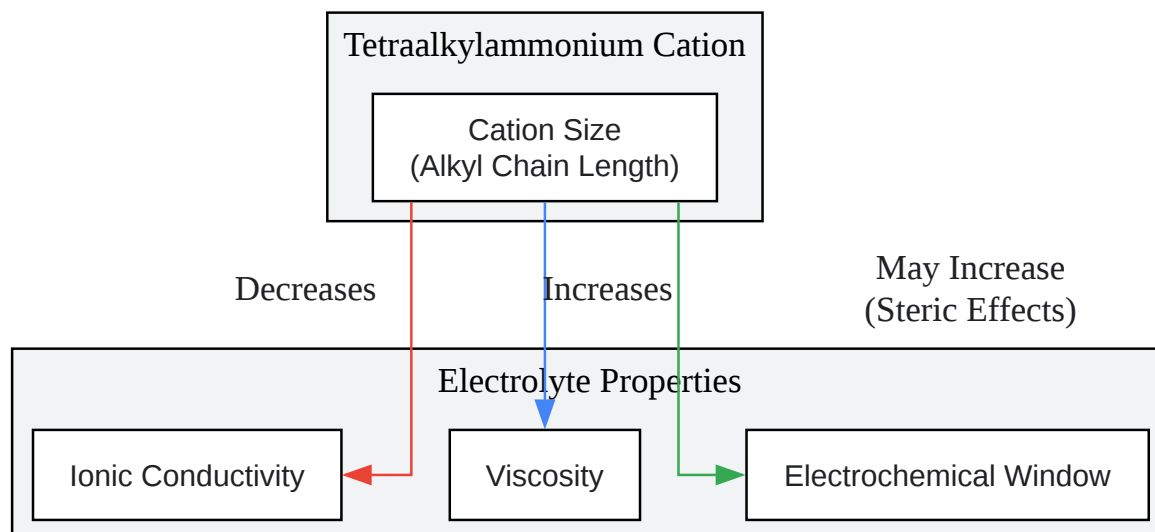 Tetraalkylammonium Cation
Cation Size
(Alkyl Chain Length)
Decreases
Increases
May Increase
(Steric Effects)
Electrolyte Properties
Ionic Conductivity
Viscosity
Electrochemical Window